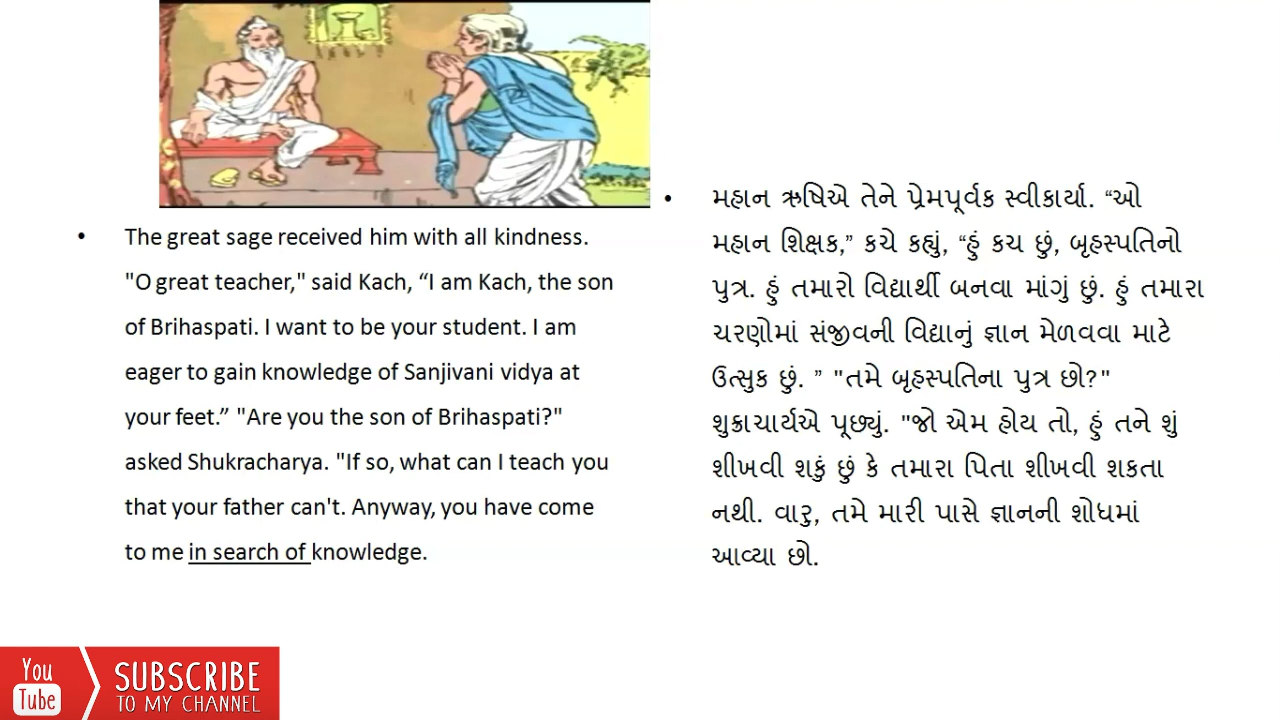 • The great sage received him with all kindness.
"O great teacher," said Kach, “I am Kach, the son
of Brihaspati. I want to be your student. I am
eager to gain knowledge of Sanjivani vidya at
your feet.” "Are you the son of Brihaspati?"
asked Shukracharya. "If so, what can I teach you
that your father can't. Anyway, you have come
to me in search of knowledge.
• મહાન ઋષિએ તેને પ્રેમપૂર્વક સ્વીકાર્યા. “ઓ
મહાન શિક્ષક,” કચે કહ્યું, “હું કચ છું, બૃહસ્પતિનો
પુત્ર. હું તમારો વિદ્યાર્થી બનવા માંગું છું. હું તમારા
ચરણોમાં સંજીવની વિદ્યાનું જ્ઞાન મેળવવા માટે
ઉત્સુક છું. ” "તમે બૃહસ્પતિના પુત્ર છો?"
શુક્રાચાર્યએ પૂછ્યું. "જો એમ હોય તો, હું તને શું
શીખવી શકું છું કે તમારા પિતા શીખવી શકતા
નથી. વારુ, તમે મારી પાસે જ્ઞાનની શોધમાં
આવ્યા છો.
You
Tube
SUBSCRIBE
TO MY CHANNEL